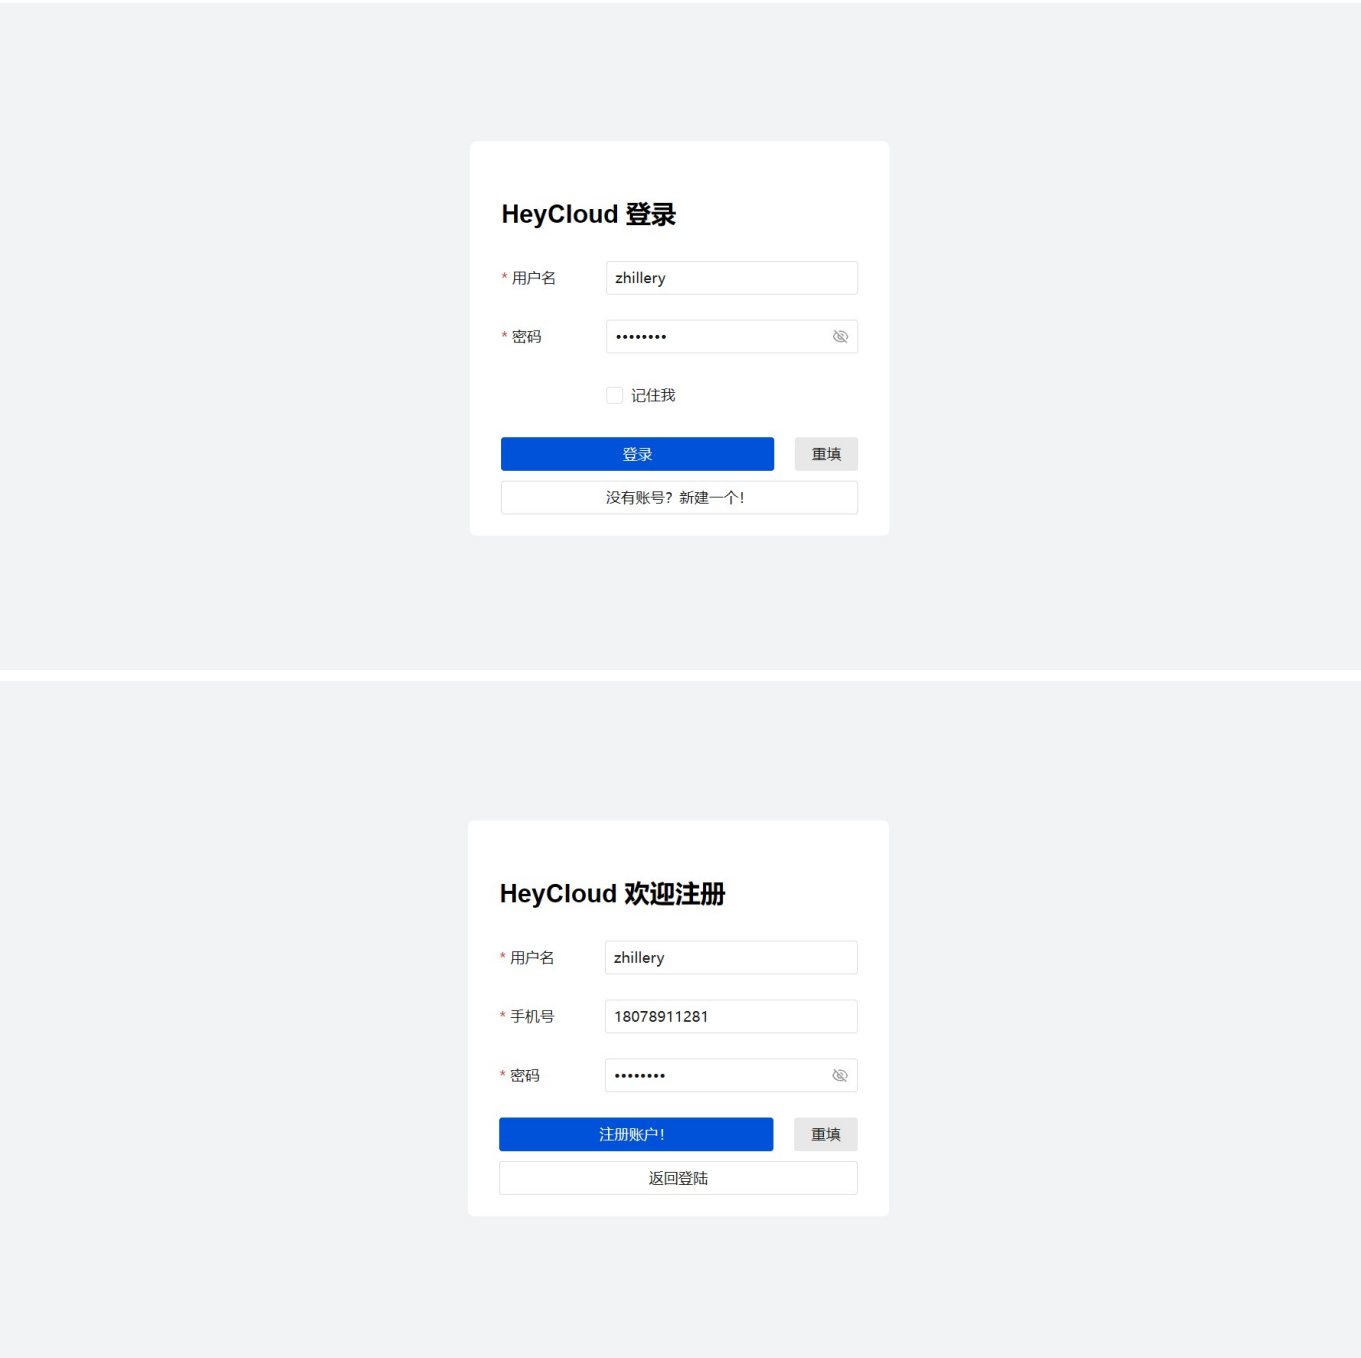 HeyCloud 登录
* 用户名 zhillery
* 密码 ••••••••
记住我
登录 重填
没有账号？新建一个！
HeyCloud 欢迎注册
* 用户名 zhillery
* 手机号 18078911281
* 密码 ••••••••
注册账户！ 重填
返回登陆